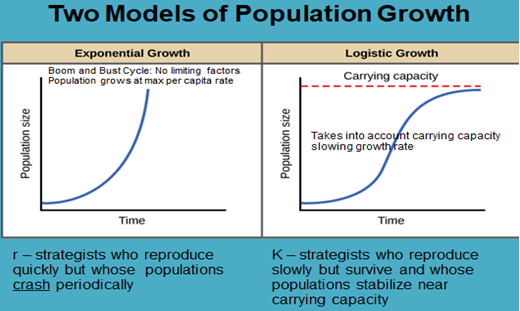 Two Models of Population Growth
Exponential Growth
Boom and Bust Cycle: No limiting factors
Population grows at max per capita rate
Population size
Time
r – strategists who reproduce
quickly but whose populations
crash periodically
Logistic Growth
Carrying capacity
Takes into account carrying capacity
slowing growth rate
Population size
Time
K – strategists who reproduce
slowly but survive and whose
populations stabilize near
carrying capacity